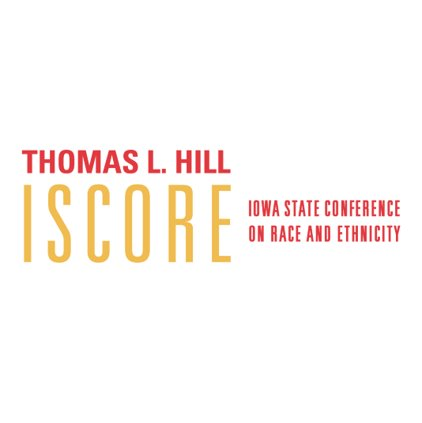 THOMAS L. HILL
ISCORE
IOWA STATE CONFERENCE
ON RACE AND ETHNICITY